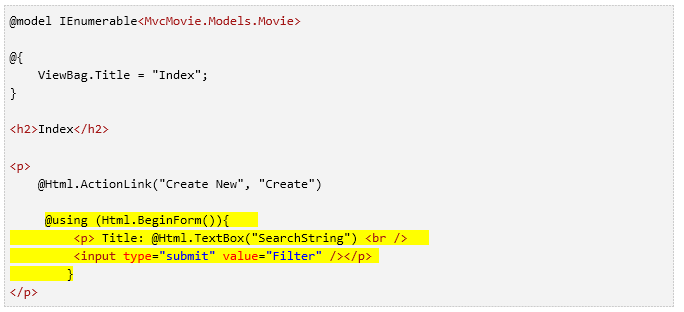 @model IEnumerable<MvcMovie.Models.Movie>
@{
ViewBag.Title = "Index";
}
<h2>Index</h2>
<p>
@Html.ActionLink("Create New", "Create")
@using (Html.BeginForm()){
<p> Title: @Html.TextBox("SearchString") <br />
<input type="submit" value="Filter" /></p>
}
</p>